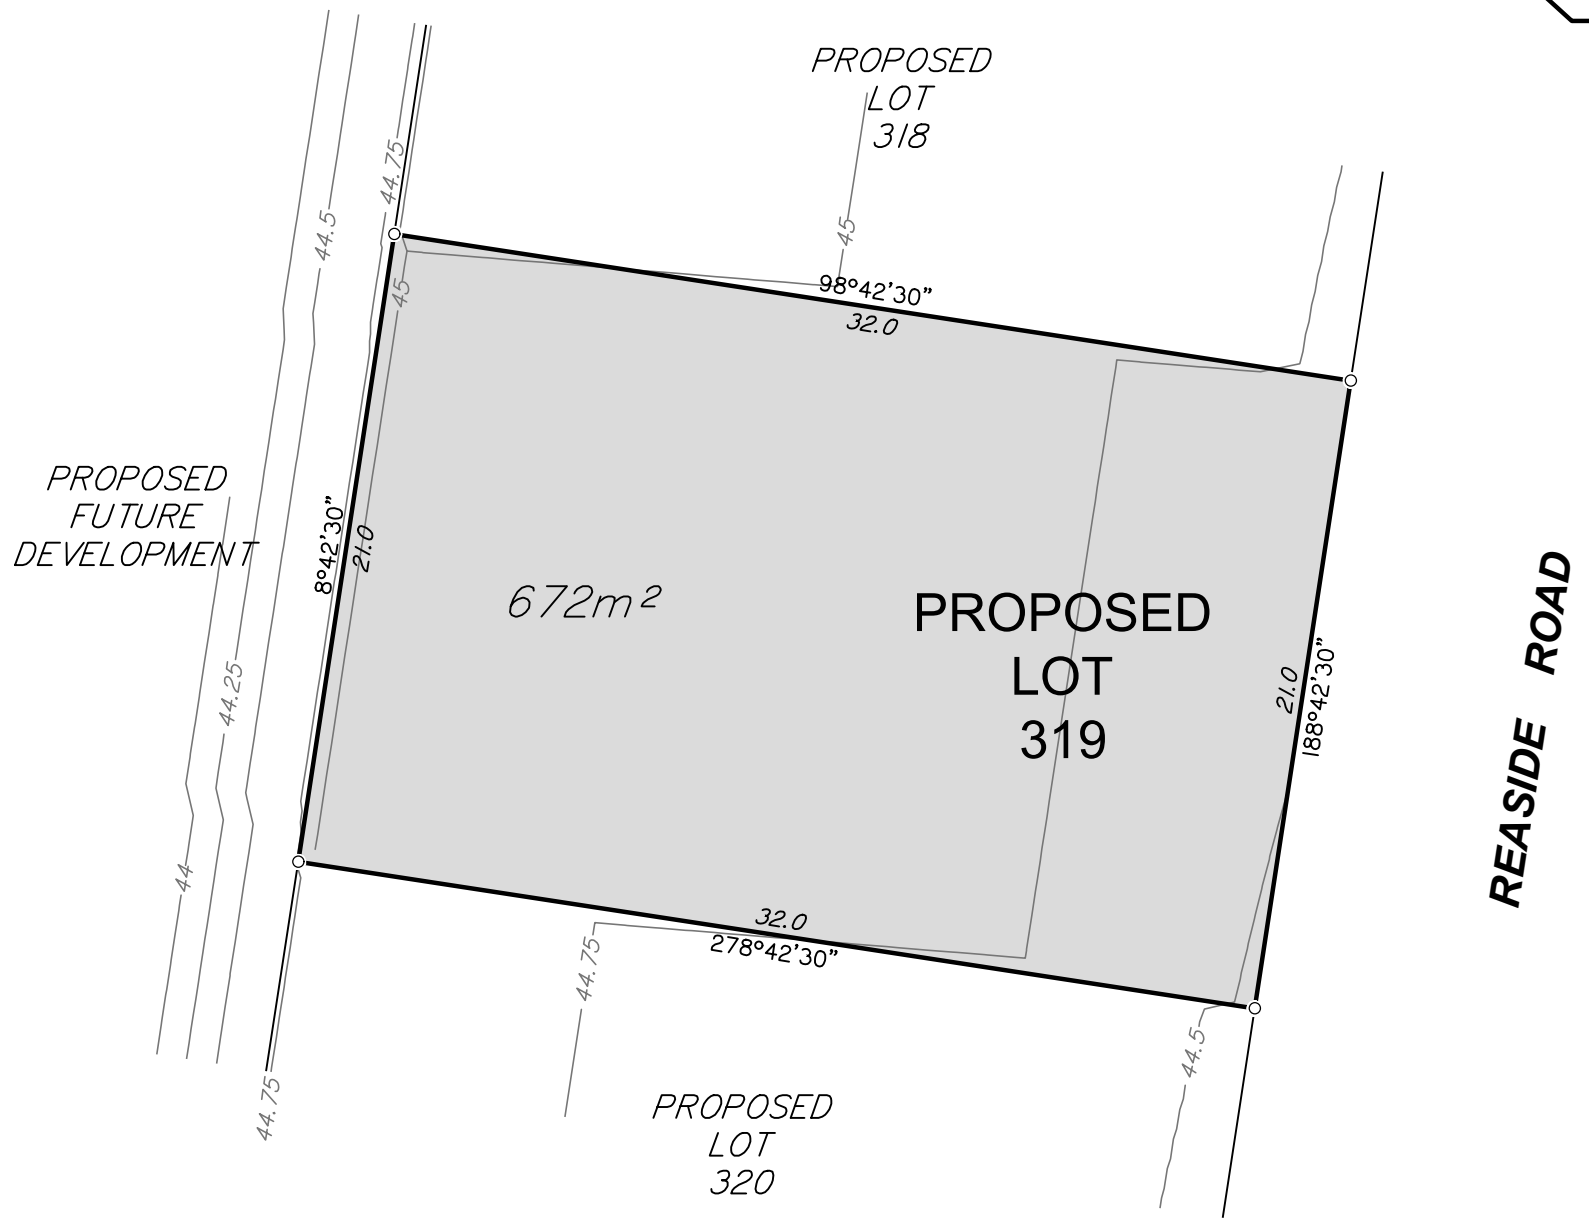 PROPOSED
LOT
318
44.75
44.5
45
45
98°42'30"
32.0
PROPOSED
FUTURE
DEVELOPMENT
8°42'30"
21.0
672m²
PROPOSED
LOT
319
21.0
188°42'30"
REASIDE ROAD
44.25
44
32.0
278°42'30"
44.75
44.5
44.75
PROPOSED
LOT
320